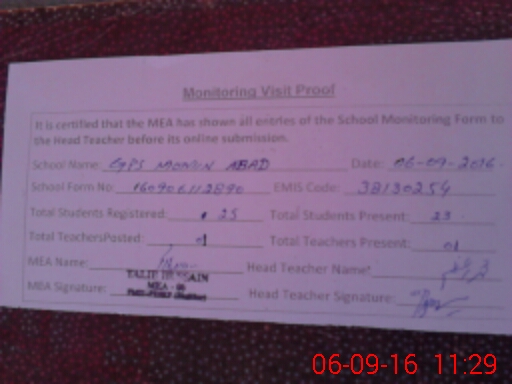 Monitoring Visit Proof
It is certified that the MEA has shown all entries of the School Monitoring Form to
the Head Teacher before its online submission.
School Name: GPS MOMIN ABAD Date: 06-09-2016
School Form No: 160906112890 EMIS Code: 38130254
Total Students Registered: 25 Total Students Present: 23
Total TeachersPosted: 01 Total Teachers Present: 01
MEA Name: Head Teacher Name:
HUSSAIN
MEA Signature: MEA - Head Teacher Signature:
06-09-16 11:29